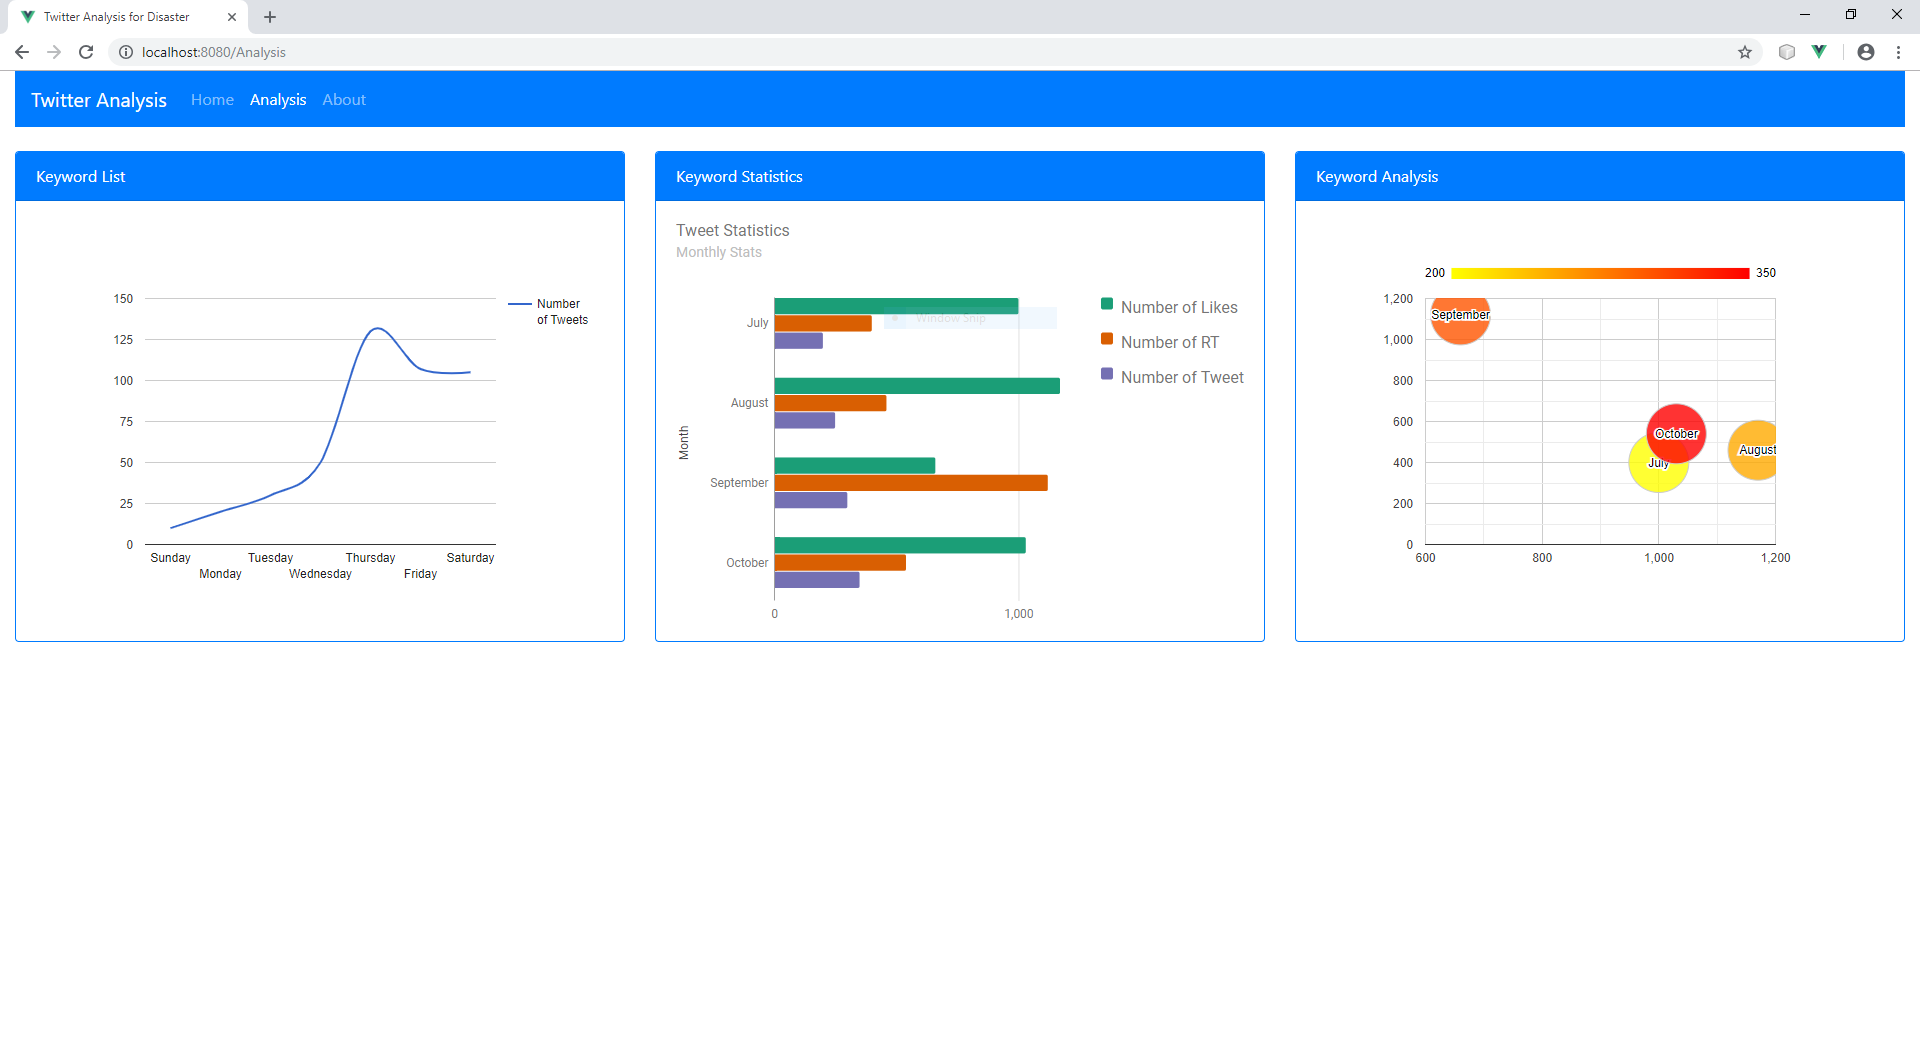 Twitter Analysis for Disaster
localhost:8080/Analysis
Twitter Analysis Home Analysis About
Keyword List
150
125
100
75
50
25
0
Sunday
Monday
Tuesday
Wednesday
Thursday
Friday
Saturday
Number
of Tweets
Keyword Statistics
Tweet Statistics
Monthly Stats
Month
July
August
September
October
0 1,000
Window Snip
Number of Likes
Number of RT
Number of Tweet
Keyword Analysis
200 350
1,200
1,000
800
600
400
200
0
600 800 1,000 1,200
September
October
July
August